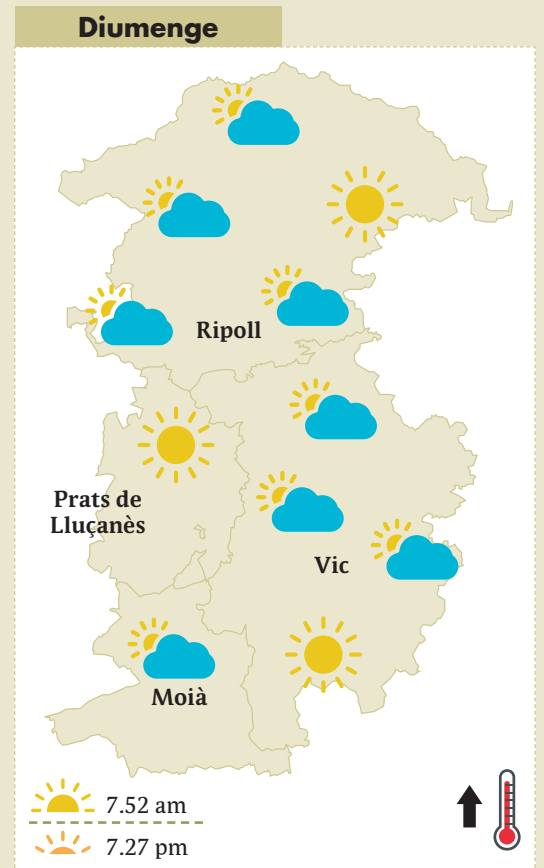 Diumenge
Ripoll
Prats de
Lluçanès
Vic
Moià
7.52 am
7.27 pm